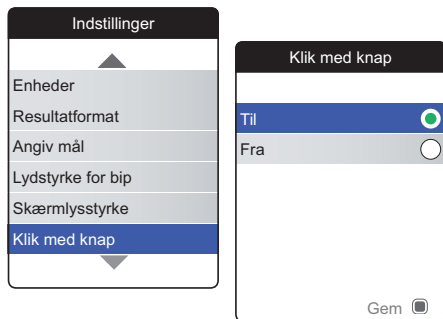 Indstillinger
Enheder
Resultatformat
Angiv mål
Lydstyrke for bip
Skærmlysstyrke
Klik med knap
Klik med knap
Til
Fra
Gem